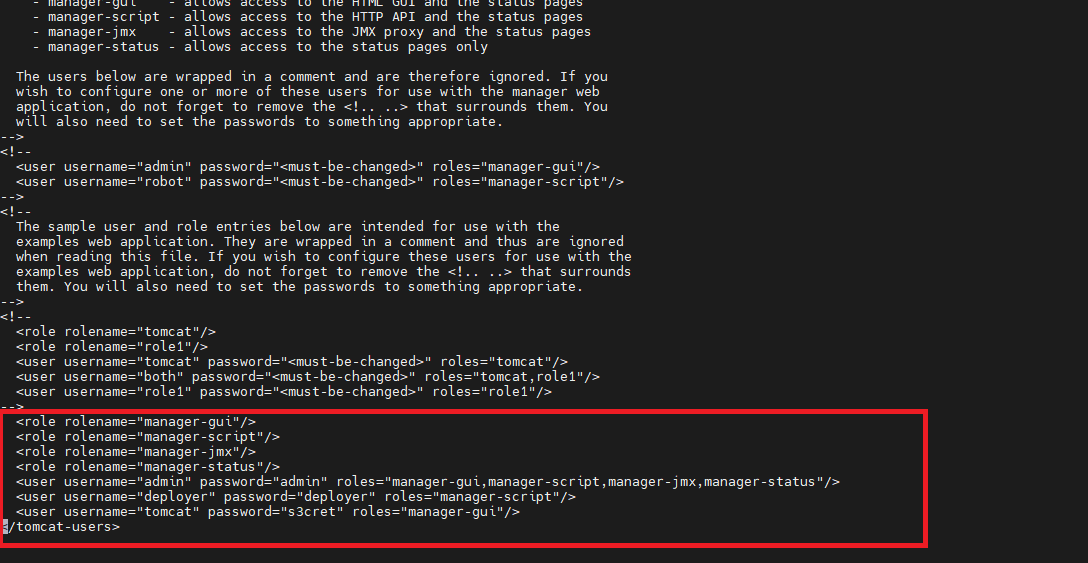 - manager-gui    - allows access to the HTML GUI and the status pages
- manager-script - allows access to the HTTP API and the status pages
- manager-jmx    - allows access to the JMX proxy and the status pages
- manager-status - allows access to the status pages only
The users below are wrapped in a comment and are therefore ignored. If you
wish to configure one or more of these users for use with the manager web
application, do not forget to remove the <!.. ..> that surrounds them. You
will also need to set the passwords to something appropriate.
-->
<!--
<user username="admin" password="<must-be-changed>" roles="manager-gui"/>
<user username="robot" password="<must-be-changed>" roles="manager-script"/>
-->
<!--
The sample user and role entries below are intended for use with the
examples web application. They are wrapped in a comment and thus are ignored
when reading this file. If you wish to configure these users for use with the
examples web application, do not forget to remove the <!.. ..> that surrounds
them. You will also need to set the passwords to something appropriate.
-->
<!--
<role rolename="tomcat"/>
<role rolename="role1"/>
<user username="tomcat" password="<must-be-changed>" roles="tomcat"/>
<user username="both" password="<must-be-changed>" roles="tomcat,role1"/>
<user username="role1" password="<must-be-changed>" roles="role1"/>
-->
<role rolename="manager-gui"/>
<role rolename="manager-script"/>
<role rolename="manager-jmx"/>
<role rolename="manager-status"/>
<user username="admin" password="admin" roles="manager-gui,manager-script,manager-jmx,manager-status"/>
<user username="deployer" password="deployer" roles="manager-script"/>
<user username="tomcat" password="s3cret" roles="manager-gui"/>
</tomcat-users>